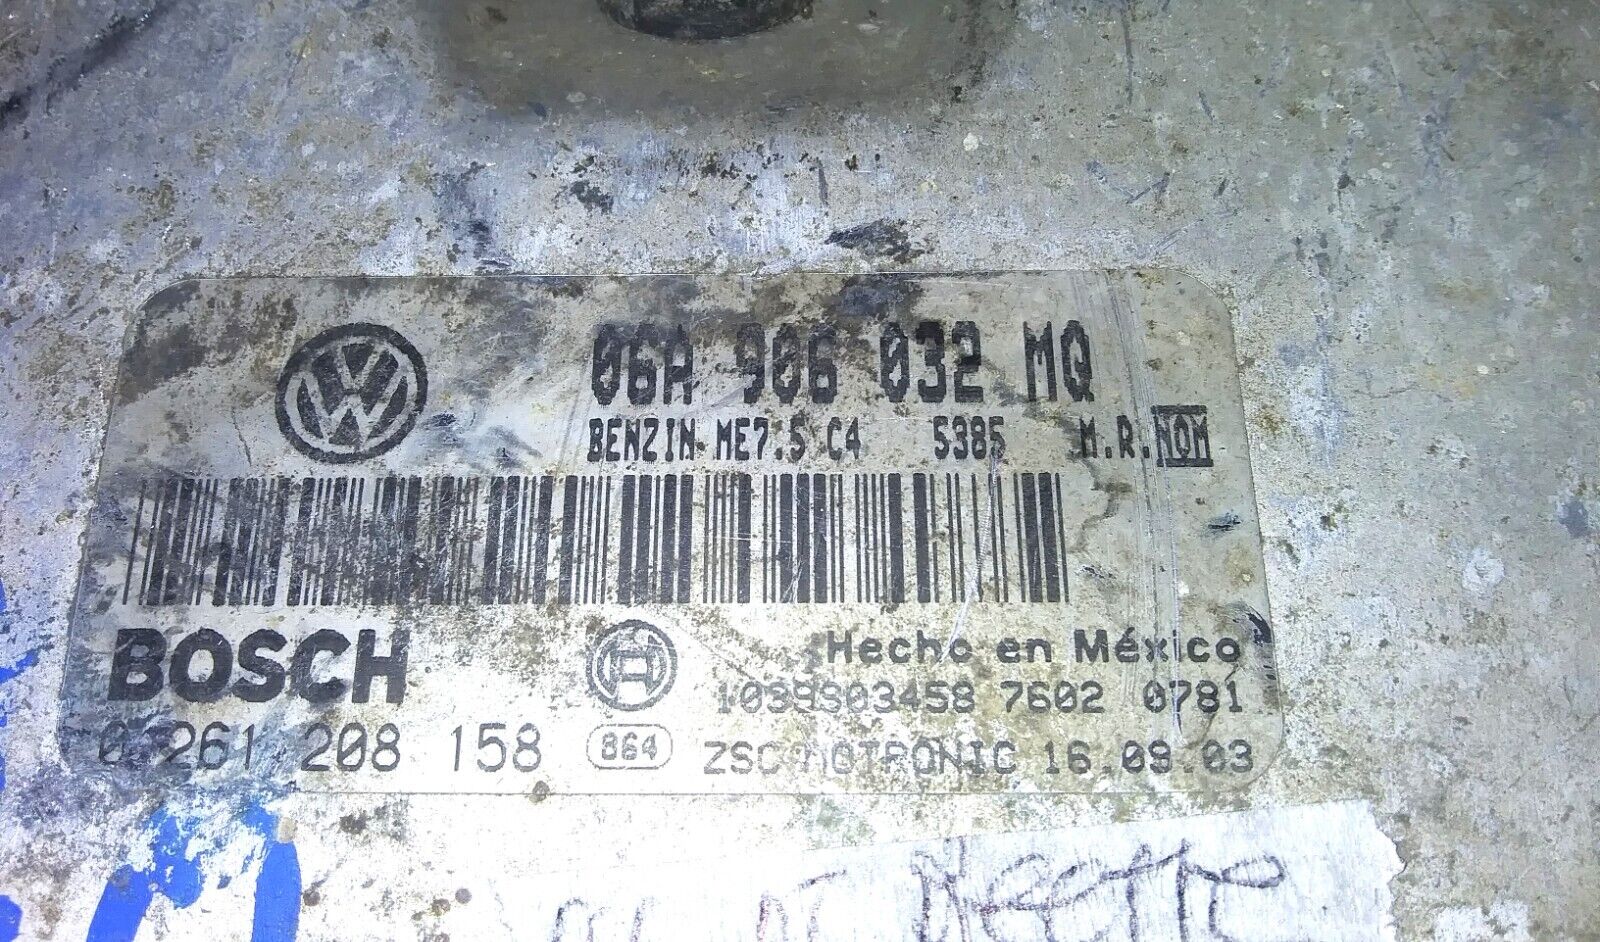 06A 906 032 MQ
BENZIN ME7.5 C4 5385 M.R. NOM
BOSCH
Hecho en México
1039S03458 7602 0781
0 261 208 158
864
ZSC MOTRONIC 16.09.03